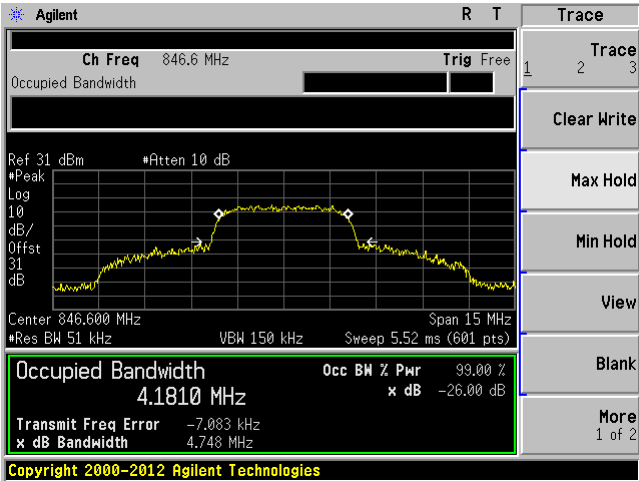 Agilent R T Trace
Ch Freq 846.6 MHz Trig Free
Occupied Bandwidth
Trace
1 2 3
Clear Write
Max Hold
Min Hold
View
Blank
More
1 of 2
Ref 31 dBm #Atten 10 dB
#Peak
Log
10
dB/
Offst
31
dB
Center 846.600 MHz Span 15 MHz
#Res BW 51 kHz VBW 150 kHz Sweep 5.52 ms (601 pts)
Occupied Bandwidth Occ BW % Pwr 99.00 %
4.1810 MHz x dB -26.00 dB
Transmit Freq Error -7.083 kHz
x dB Bandwidth 4.748 MHz
Copyright 2000-2012 Agilent Technologies